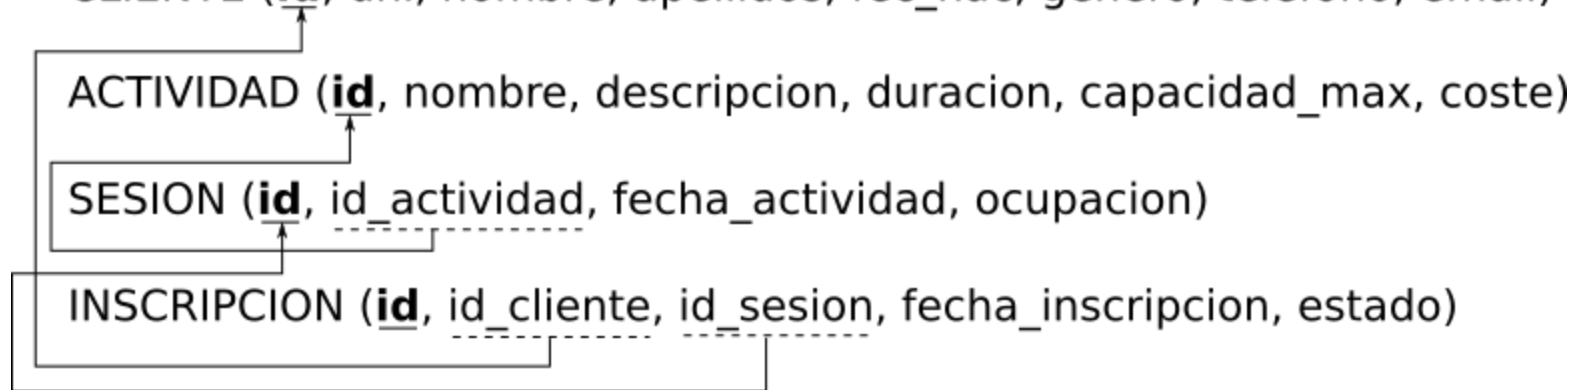 ACTIVIDAD (id, nombre, descripcion, duracion, capacidad_max, coste)
SESION (id, id_actividad, fecha_actividad, ocupacion)
INSCRIPCION (id, id_cliente, id_sesion, fecha_inscripcion, estado)